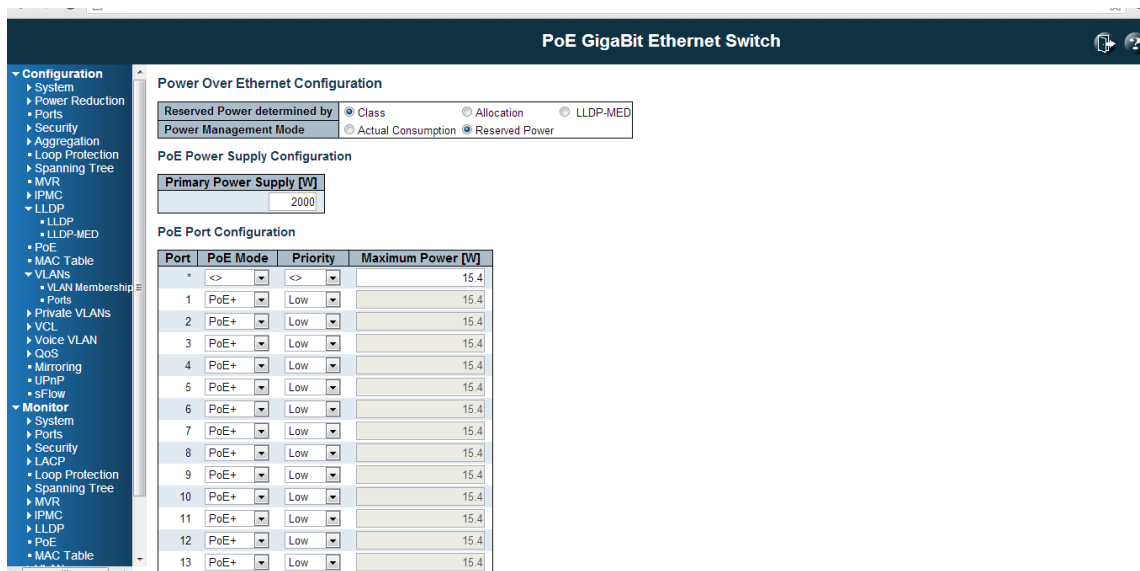 PoE GigaBit Ethernet Switch
Configuration
System
Power Reduction
Ports
Security
Aggregation
Loop Protection
Spanning Tree
MVR
IPMC
LLDP
LLDP
LLDP-MED
PoE
MAC Table
VLANs
VLAN Membership
Ports
Private VLANs
VCL
Voice VLAN
QoS
Mirroring
UPnP
sFlow
Monitor
System
Ports
Security
LACP
Loop Protection
Spanning Tree
MVR
IPMC
LLDP
PoE
MAC Table
Power Over Ethernet Configuration
Reserved Power determined by Class Allocation LLDP-MED
Power Management Mode Actual Consumption Reserved Power
PoE Power Supply Configuration
Primary Power Supply [W]
2000
PoE Port Configuration
Port PoE Mode Priority Maximum Power [W]
* <> <> 15.4
1 PoE+ Low 15.4
2 PoE+ Low 15.4
3 PoE+ Low 15.4
4 PoE+ Low 15.4
5 PoE+ Low 15.4
6 PoE+ Low 15.4
7 PoE+ Low 15.4
8 PoE+ Low 15.4
9 PoE+ Low 15.4
10 PoE+ Low 15.4
11 PoE+ Low 15.4
12 PoE+ Low 15.4
13 PoE+ Low 15.4